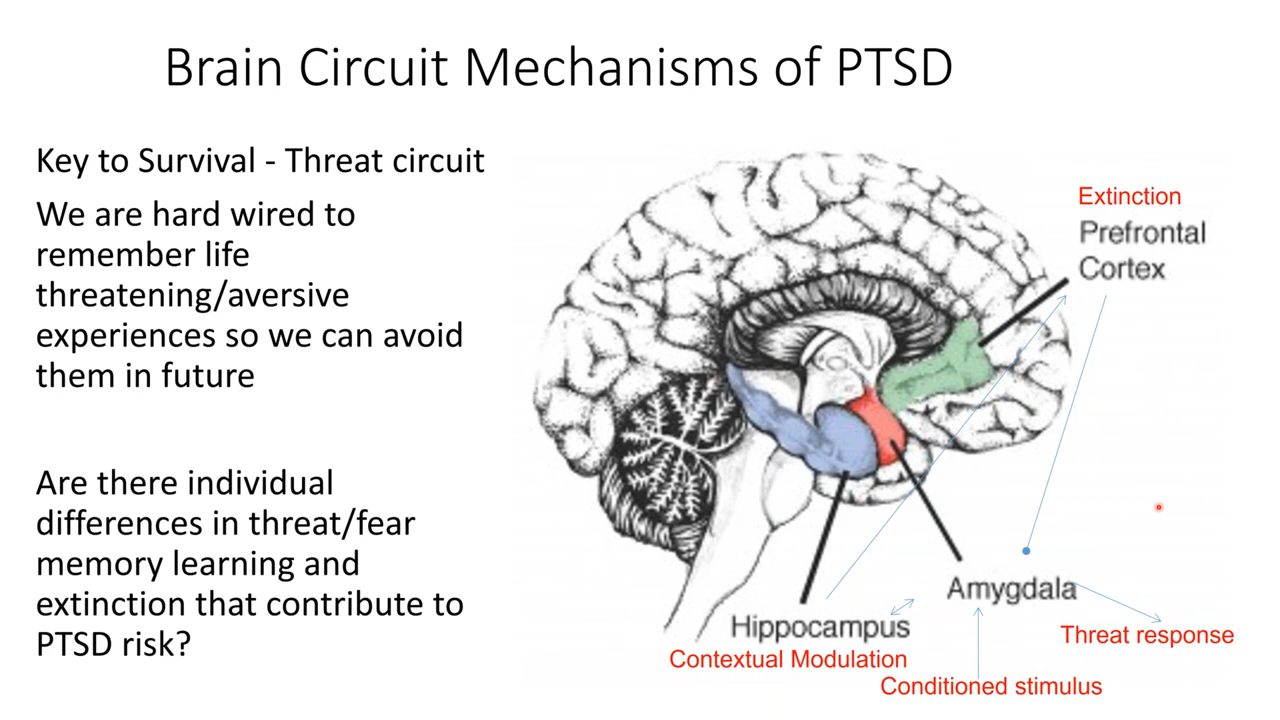 Brain Circuit Mechanisms of PTSD
Key to Survival - Threat circuit
We are hard wired to
remember life
threatening/aversive
experiences so we can avoid
them in future
Are there individual
differences in threat/fear
memory learning and
extinction that contribute to
PTSD risk?
Extinction
Prefrontal
Cortex
Amygdala
Threat response
Hippocampus
Contextual Modulation
Conditioned stimulus